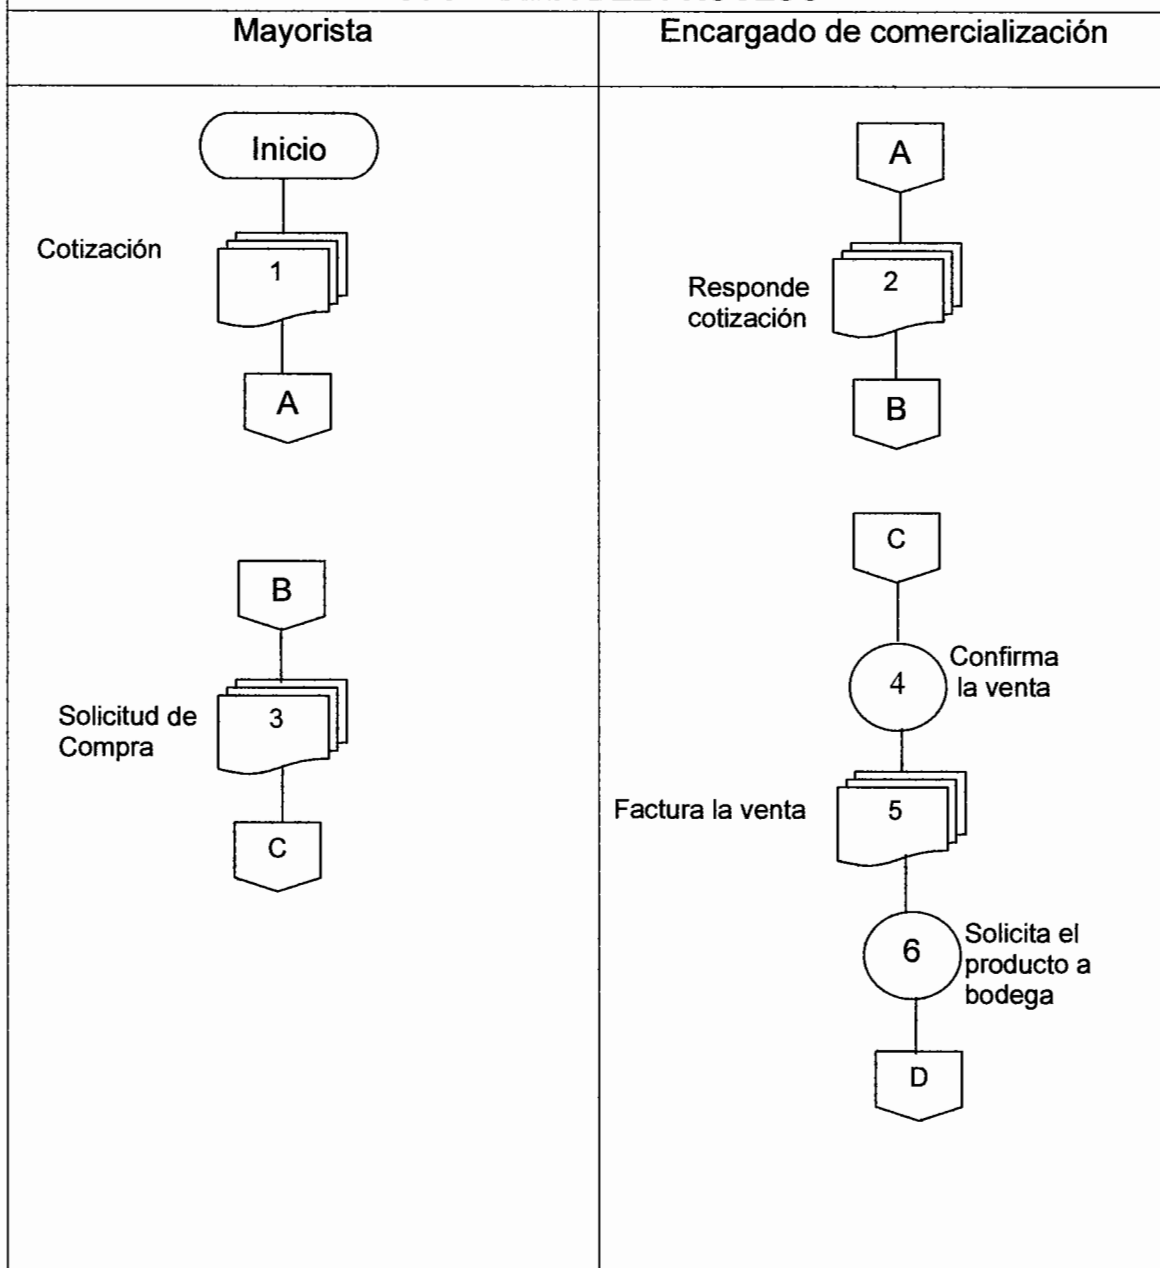 Mayorista
Encargado de comercialización
Inicio
Cotización
1
A
B
Solicitud de
Compra
3
C
A
Responde
cotización
2
B
C
4
Confirma
la venta
Factura la venta
5
6
Solicita el
producto a
bodega
D